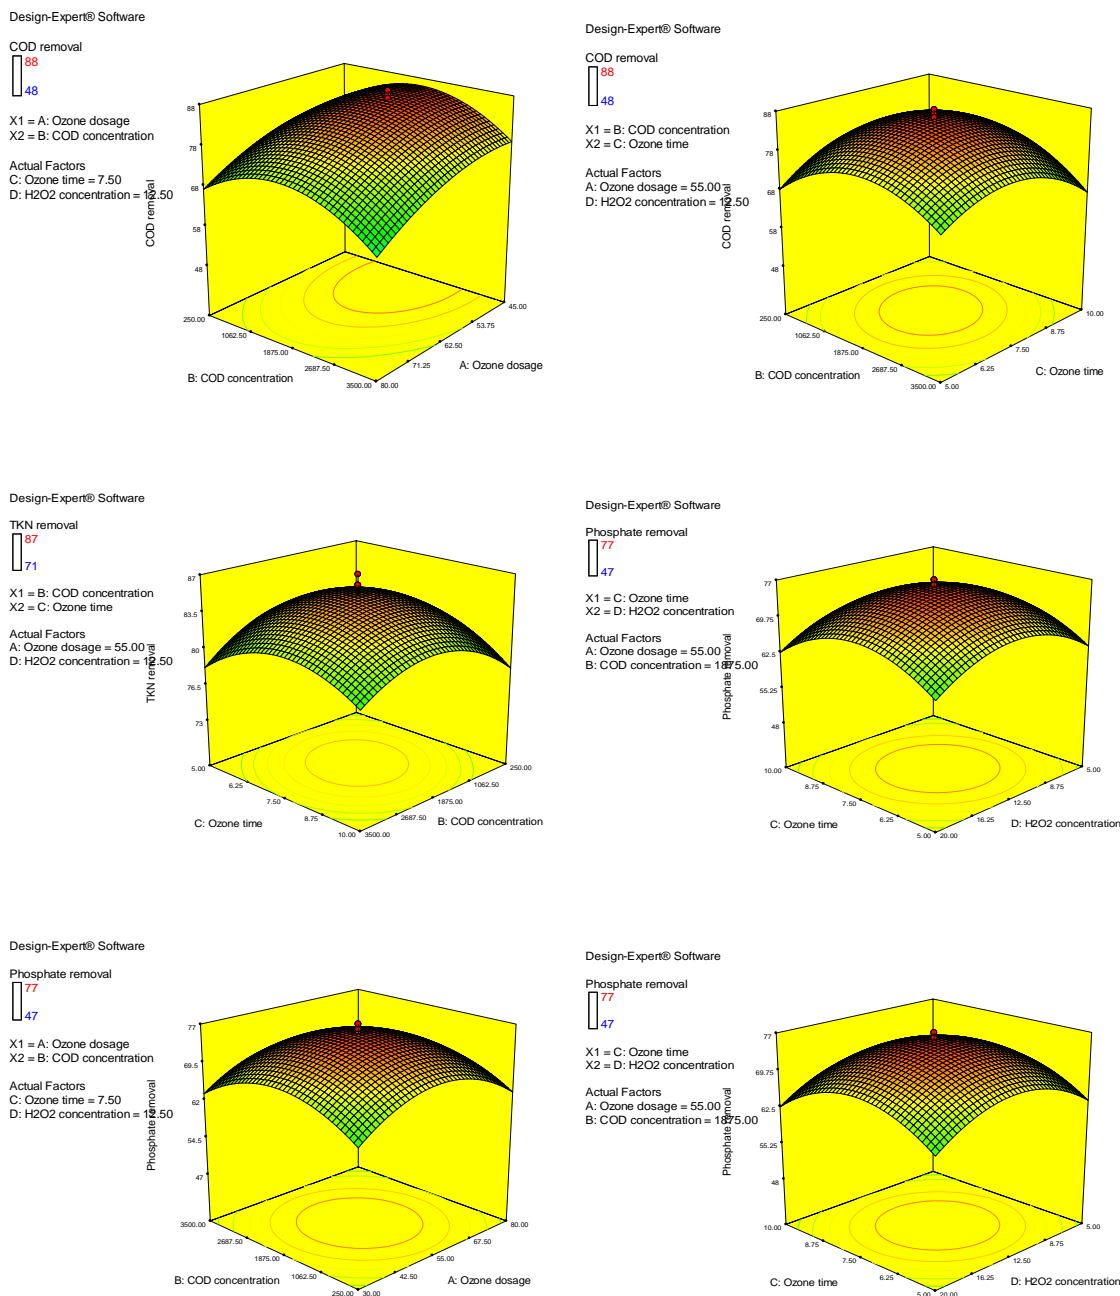 Design-Expert® Software
COD removal
88
48
X1 = A: Ozone dosage
X2 = B: COD concentration
Actual Factors
C: Ozone time = 7.50
D: H2O2 concentration = 12.50
88
78
68
58
48
COD removal
250.00
1062.50
1875.00
2687.50
3500.00
B: COD concentration
80.00
71.25
62.50
53.75
45.00
A: Ozone dosage
Design-Expert® Software
COD removal
88
48
X1 = B: COD concentration
X2 = C: Ozone time
Actual Factors
A: Ozone dosage = 55.00
D: H2O2 concentration = 12.50
88
78
68
58
48
COD removal
250.00
1062.50
1875.00
2687.50
3500.00
B: COD concentration
5.00
6.25
7.50
8.75
10.00
C: Ozone time
Design-Expert® Software
TKN removal
87
71
X1 = B: COD concentration
X2 = C: Ozone time
Actual Factors
A: Ozone dosage = 55.00
D: H2O2 concentration = 12.50
87
83.5
80
76.5
73
TKN removal
5.00
6.25
7.50
8.75
10.00
C: Ozone time
3500.00
2687.50
1875.00
1062.50
250.00
B: COD concentration
Design-Expert® Software
Phosphate removal
77
47
X1 = C: Ozone time
X2 = D: H2O2 concentration
Actual Factors
A: Ozone dosage = 55.00
B: COD concentration = 1875.00
77
69.75
62.5
55.25
48
Phosphate removal
10.00
8.75
7.50
6.25
5.00
C: Ozone time
20.00
16.25
12.50
8.75
5.00
D: H2O2 concentration
Design-Expert® Software
Phosphate removal
77
47
X1 = A: Ozone dosage
X2 = B: COD concentration
Actual Factors
C: Ozone time = 7.50
D: H2O2 concentration = 12.50
77
69.5
62
54.5
47
Phosphate removal
3500.00
2687.50
1875.00
1062.50
250.00
B: COD concentration
30.00
42.50
55.00
67.50
80.00
A: Ozone dosage
Design-Expert® Software
Phosphate removal
77
47
X1 = C: Ozone time
X2 = D: H2O2 concentration
Actual Factors
A: Ozone dosage = 55.00
B: COD concentration = 1875.00
77
69.75
62.5
55.25
48
Phosphate removal
10.00
8.75
7.50
6.25
5.00
C: Ozone time
20.00
16.25
12.50
8.75
5.00
D: H2O2 concentration